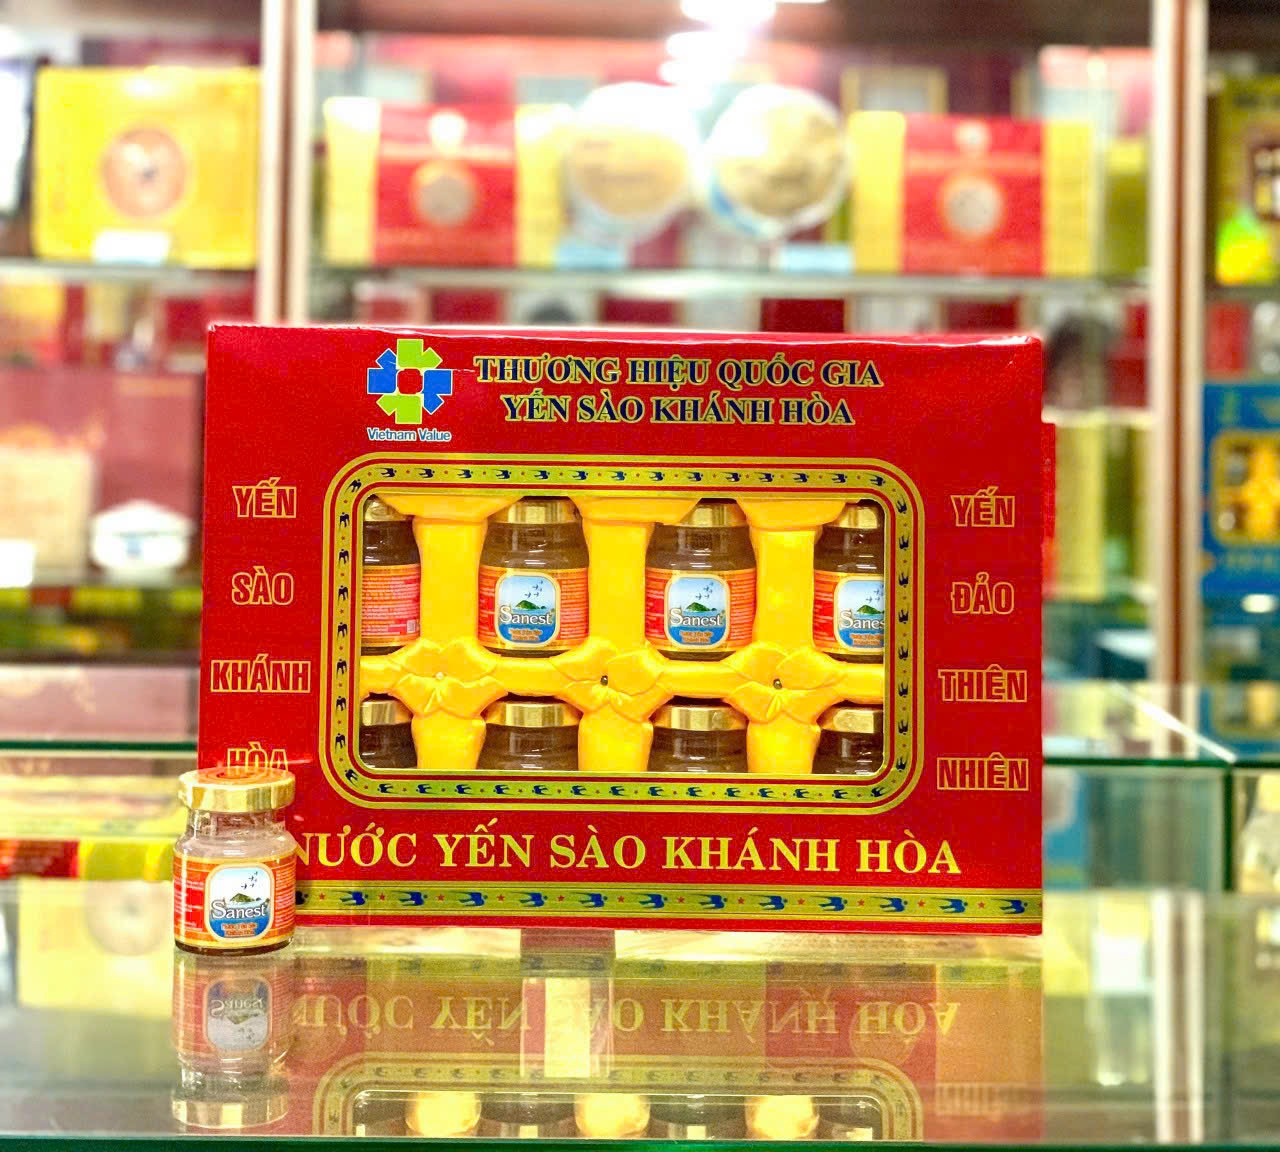 THƯƠNG HIỆU QUỐC GIA
YẾN SÀO KHÁNH HÒA
Vietnam Value
YẾN
SÀO
KHÁNH
HÒA
YẾN
ĐẢO
THIÊN
NHIÊN
Sanest
Sanest
Sanes
NƯỚC YẾN SÀO KHÁNH HÒA
Sanest